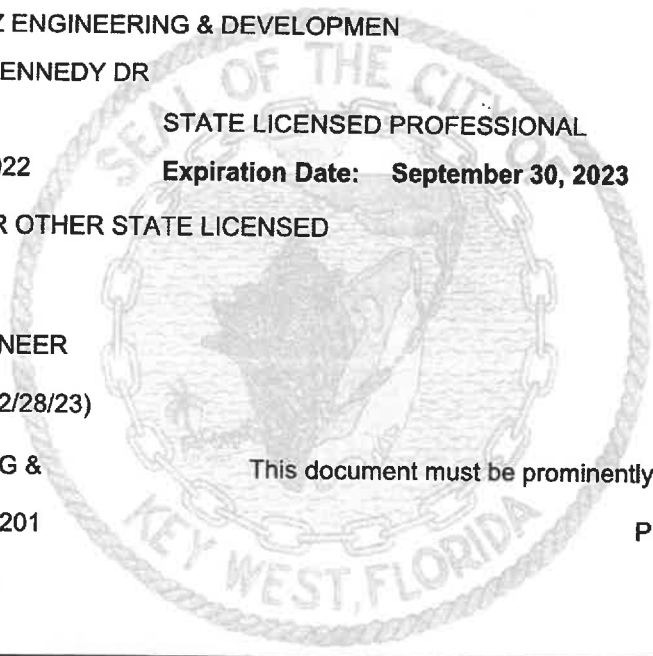 Z ENGINEERING & DEVELOPMEN
ENNEDY DR
STATE LICENSED PROFESSIONAL
022 Expiration Date: September 30, 2023
R OTHER STATE LICENSED
NEER
2/28/23)
G & This document must be prominently
201 P
SEAL OF THE CITY OF
KEY WEST, FLORIDA